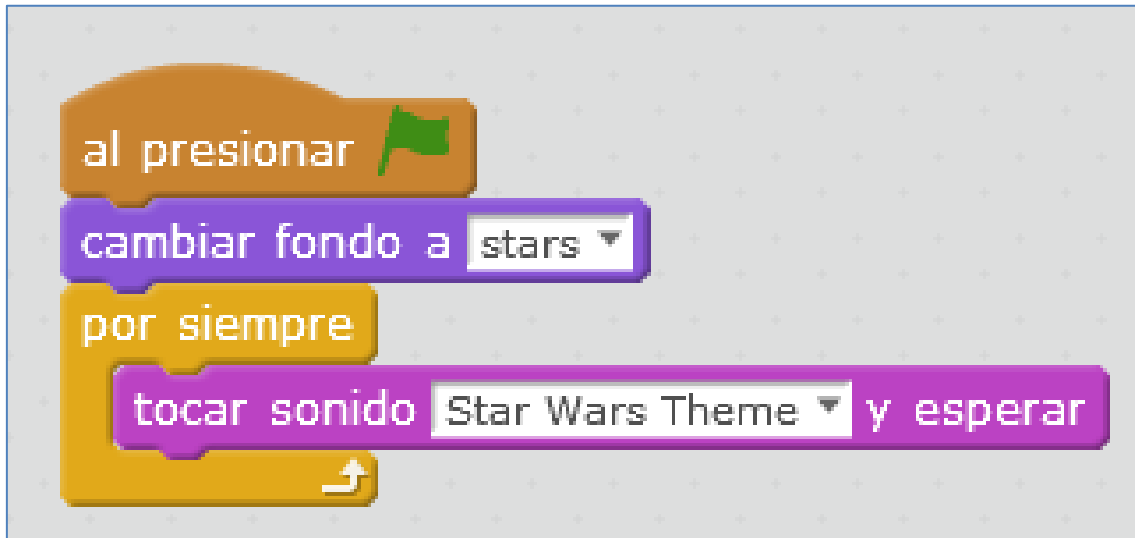 al presionar
cambiar fondo a stars
por siempre
tocar sonido Star Wars Theme y esperar